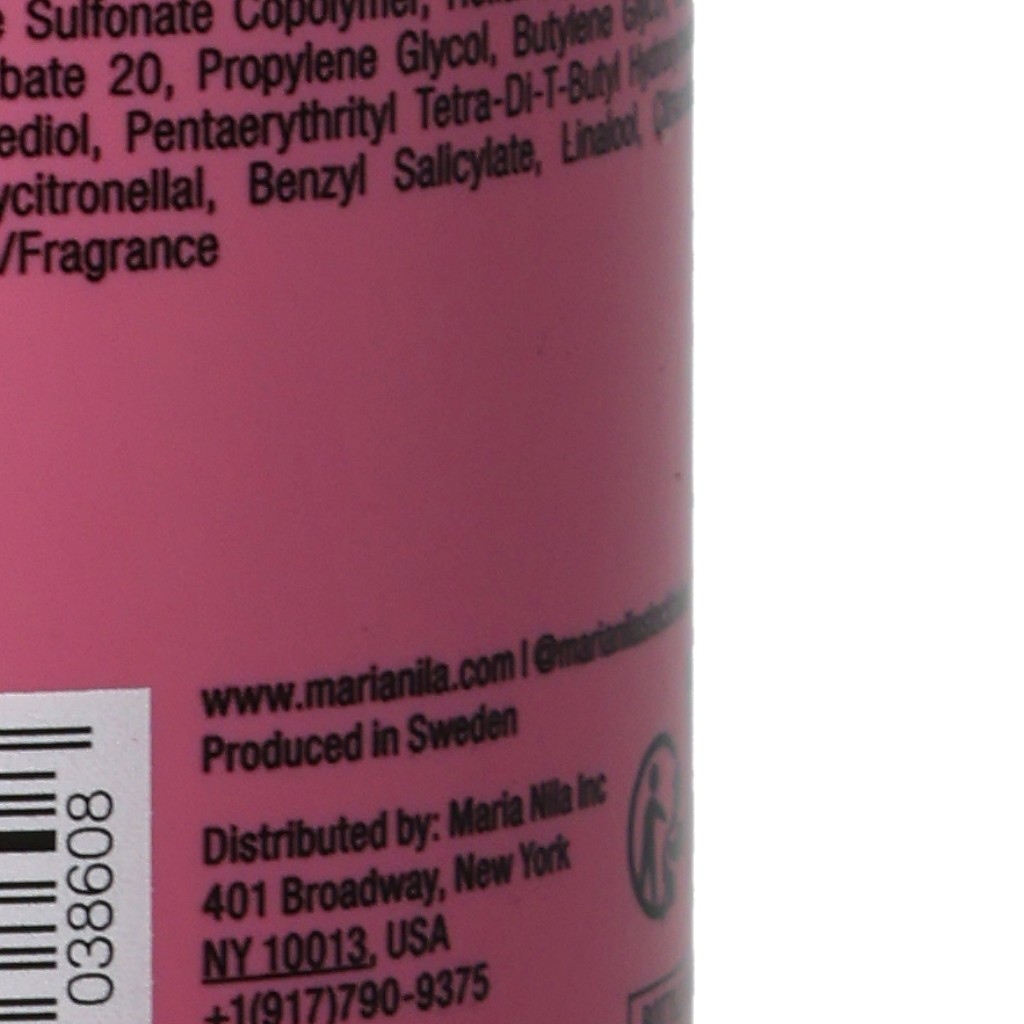 Sulfonate Copolymer,
bate 20, Propylene Glycol, Butylene
ediol, Pentaerythrityl Tetra-Di-T-Butyl
ycitronellal, Benzyl Salicylate, Linalool,
/Fragrance
www.marianila.com |
Produced in Sweden
Distributed by: Maria Nila Inc
401 Broadway, New York
NY 10013, USA
+1(917)790-9375
038608